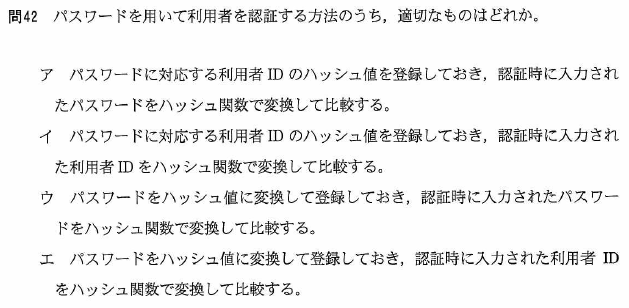 問42　パスワードを用いて利用者を認証する方法のうち，適切なものはどれか。
ア　パスワードに対応する利用者 ID のハッシュ値を登録しておき，認証時に入力され
たパスワードをハッシュ関数で変換して比較する。
イ　パスワードに対応する利用者 ID のハッシュ値を登録しておき，認証時に入力され
た利用者 ID をハッシュ関数で変換して比較する。
ウ　パスワードをハッシュ値に変換して登録しておき，認証時に入力されたパスワー
ドをハッシュ関数で変換して比較する。
エ　パスワードをハッシュ値に変換して登録しておき，認証時に入力された利用者 ID
をハッシュ関数で変換して比較する。